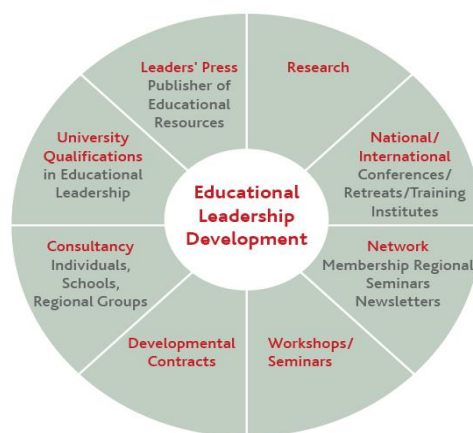 Leaders' Press
Publisher of
Educational
Resources
Research
National/
International
Conferences/
Retreats/Training
Institutes
Network
Membership Regional
Seminars
Newsletters
Workshops/
Seminars
Developmental
Contracts
Consultancy
Individuals,
Schools,
Regional Groups
University
Qualifications
in Educational
Leadership
Educational
Leadership
Development